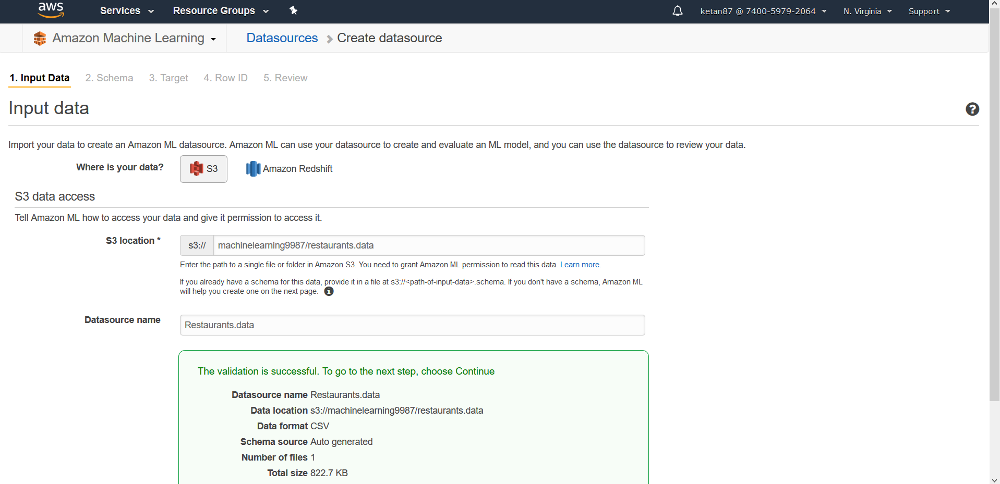 aws Services Resource Groups ketan87 @ 7400-5979-2064 N. Virginia Support
Amazon Machine Learning Datasources Create datasource
1. Input Data 2. Schema 3. Target 4. Row ID 5. Review
Input data
Import your data to create an Amazon ML datasource. Amazon ML can use your datasource to create and evaluate an ML model, and you can use the datasource to review your data.
Where is your data? S3 Amazon Redshift
S3 data access
Tell Amazon ML how to access your data and give it permission to access it.
S3 location * s3:// machinelearning9987/restaurants.data
Enter the path to a single file or folder in Amazon S3. You need to grant Amazon ML permission to read this data. Learn more.
If you already have a schema for this data, provide it in a file at s3://<path-of-input-data>.schema. If you don't have a schema, Amazon ML
will help you create one on the next page.
Datasource name Restaurants.data
The validation is successful. To go to the next step, choose Continue
Datasource name Restaurants.data
Data location s3://machinelearning9987/restaurants.data
Data format CSV
Schema source Auto generated
Number of files 1
Total size 822.7 KB